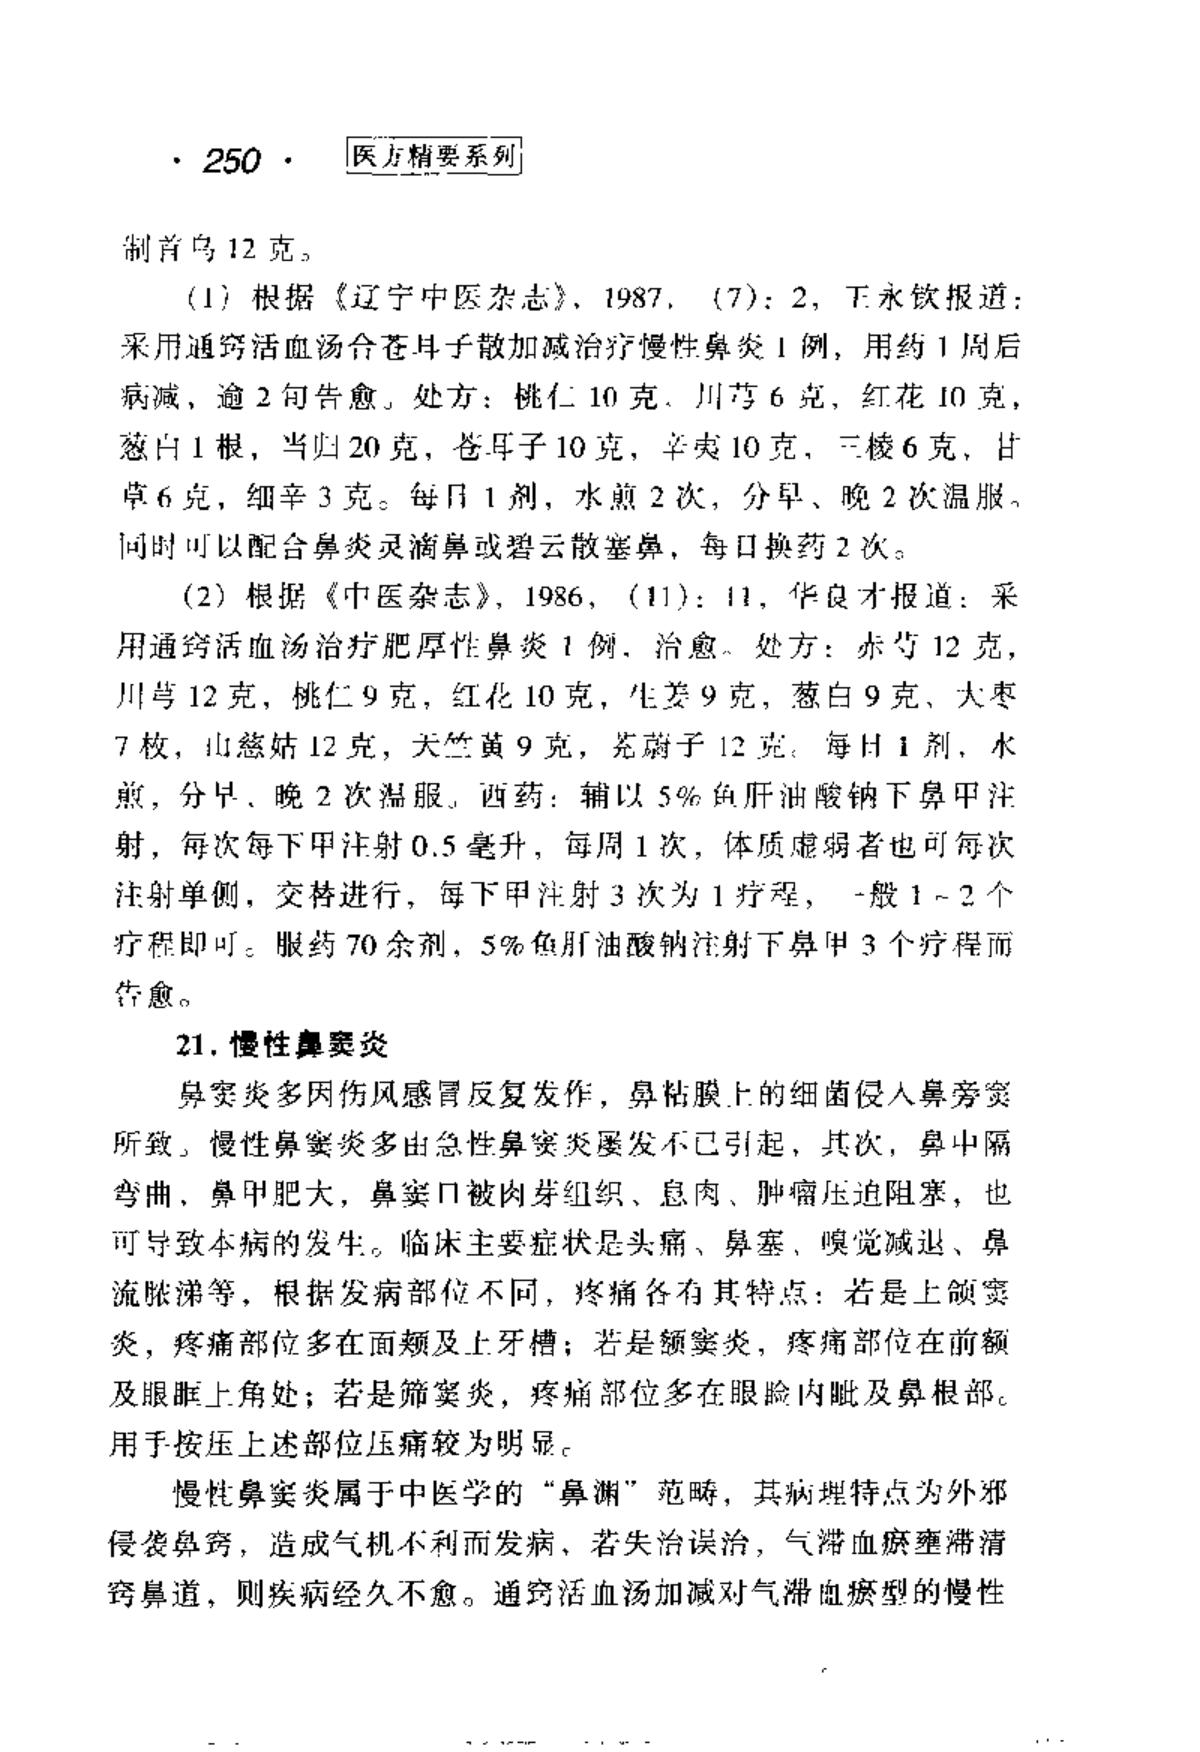 · 250 · 医方精要系列
制首乌 12 克。
(1) 根据《辽宁中医杂志》, 1987, (7): 2, 王永钦报道:
采用通窍活血汤合苍耳子散加减治疗慢性鼻炎 1 例, 用药 1 周后
病减, 逾 2 旬告愈。处方: 桃仁 10 克、川芎 6 克, 红花 10 克,
葱白 1 根, 当归 20 克, 苍耳子 10 克, 辛夷 10 克, 三棱 6 克, 甘
草 6 克, 细辛 3 克。每日 1 剂, 水煎 2 次, 分早、晚 2 次温服。
同时可以配合鼻炎灵滴鼻或碧云散塞鼻, 每日换药 2 次。
(2) 根据《中医杂志》, 1986, (11): 11, 华良才报道: 采
用通窍活血汤治疗肥厚性鼻炎 1 例, 治愈。处方: 赤芍 12 克,
川芎 12 克, 桃仁 9 克, 红花 10 克, 生姜 9 克, 葱白 9 克、大枣
7 枚, 山慈姑 12 克, 天竺黄 9 克, 茺蔚子 12 克。每日 1 剂, 水
煎, 分早、晚 2 次温服。西药: 辅以 5% 鱼肝油酸钠下鼻甲注
射, 每次每下甲注射 0.5 毫升, 每周 1 次, 体质虚弱者也可每次
注射单侧, 交替进行, 每下甲注射 3 次为 1 疗程, 一般 1~2 个
疗程即可。服药 70 余剂, 5% 鱼肝油酸钠注射下鼻甲 3 个疗程而
告愈。
21. 慢性鼻窦炎
鼻窦炎多因伤风感冒反复发作, 鼻粘膜上的细菌侵入鼻旁窦
所致。慢性鼻窦炎多由急性鼻窦炎屡发不已引起, 其次, 鼻中隔
弯曲、鼻甲肥大, 鼻窦口被肉芽组织、息肉、肿瘤压迫阻塞, 也
可导致本病的发生。临床主要症状是头痛、鼻塞、嗅觉减退、鼻
流脓涕等, 根据发病部位不同, 疼痛各有其特点: 若是上颌窦
炎, 疼痛部位多在面颊及上牙槽; 若是额窦炎, 疼痛部位在前额
及眼眶上角处; 若是筛窦炎, 疼痛部位多在眼睑内眦及鼻根部。
用手按压上述部位压痛较为明显。
慢性鼻窦炎属于中医学的“鼻渊”范畴, 其病理特点为外邪
侵袭鼻窍, 造成气机不利而发病, 若失治误治, 气滞血瘀壅滞清
窍鼻道, 则疾病经久不愈。通窍活血汤加减对气滞血瘀型的慢性